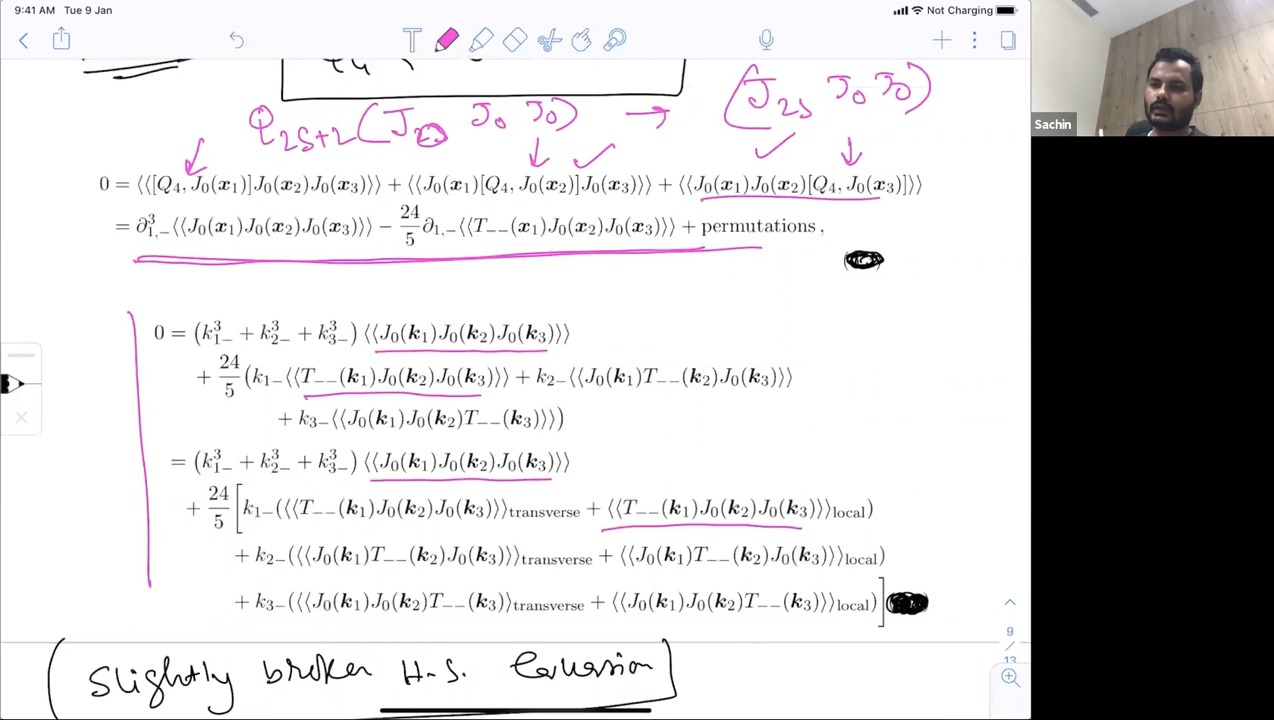 9:41 AM Tue 9 Jan
Not Charging
Sachin
Q₂ₛ₊₂ ( J₂ₛ J₀ J₀ ) → ( J₂ₛ J₀ J₀ )
0 = ⟨⟨[Q₄, J₀(x₁)]J₀(x₂)J₀(x₃)⟩⟩ + ⟨⟨J₀(x₁)[Q₄, J₀(x₂)]J₀(x₃)⟩⟩ + ⟨⟨J₀(x₁)J₀(x₂)[Q₄, J₀(x₃)]⟩⟩
= ∂³₁,₋⟨⟨J₀(x₁)J₀(x₂)J₀(x₃)⟩⟩ − 24/5 ∂₁,₋⟨⟨T₋₋(x₁)J₀(x₂)J₀(x₃)⟩⟩ + permutations ,
0 = (k³₁₋ + k³₂₋ + k³₃₋) ⟨⟨J₀(k₁)J₀(k₂)J₀(k₃)⟩⟩
+ 24/5 (k₁₋⟨⟨T₋₋(k₁)J₀(k₂)J₀(k₃)⟩⟩ + k₂₋⟨⟨J₀(k₁)T₋₋(k₂)J₀(k₃)⟩⟩
+ k₃₋⟨⟨J₀(k₁)J₀(k₂)T₋₋(k₃)⟩⟩)
= (k³₁₋ + k³₂₋ + k³₃₋) ⟨⟨J₀(k₁)J₀(k₂)J₀(k₃)⟩⟩
+ 24/5 [k₁₋(⟨⟨T₋₋(k₁)J₀(k₂)J₀(k₃)⟩⟩transverse + ⟨⟨T₋₋(k₁)J₀(k₂)J₀(k₃)⟩⟩local)
+ k₂₋(⟨⟨J₀(k₁)T₋₋(k₂)J₀(k₃)⟩⟩transverse + ⟨⟨J₀(k₁)T₋₋(k₂)J₀(k₃)⟩⟩local)
+ k₃₋(⟨⟨J₀(k₁)J₀(k₂)T₋₋(k₃)⟩transverse + ⟨⟨J₀(k₁)J₀(k₂)T₋₋(k₃)⟩⟩local)]
9
/
13
Slightly broken H.S.